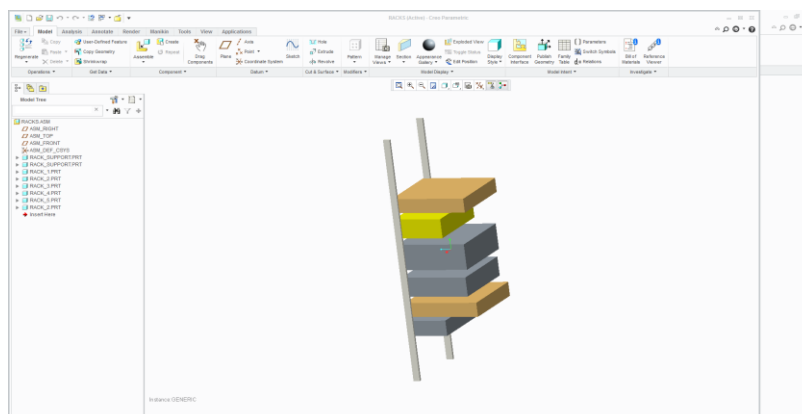 RACKS (Active) - Creo Parametric
File Model Analysis Annotate Render Manikin Tools View Applications
Regenerate Copy Paste Delete User-Defined Feature Copy Geometry Shrinkwrap Assemble Create Repeat Drag Components Plane Axis Point Coordinate System Sketch Hole Extrude Revolve Pattern Manage Views Section Appearance Gallery Exploded View Toggle Status Edit Position Display Style Component Interface Publish Geometry Family Table Parameters Switch Symbols Relations Bill of Materials Reference Viewer
Operations Get Data Component Datum Cut & Surface Modifiers Model Display Model Intent Investigate
Model Tree
RACKS.ASM
ASM_RIGHT
ASM_TOP
ASM_FRONT
ASM_DEF_CSYS
RACK_SUPPORT.PRT
RACK_SUPPORT.PRT
RACK_1.PRT
RACK_2.PRT
RACK_3.PRT
RACK_4.PRT
RACK_5.PRT
RACK_2.PRT
Insert Here
Instance:GENERIC